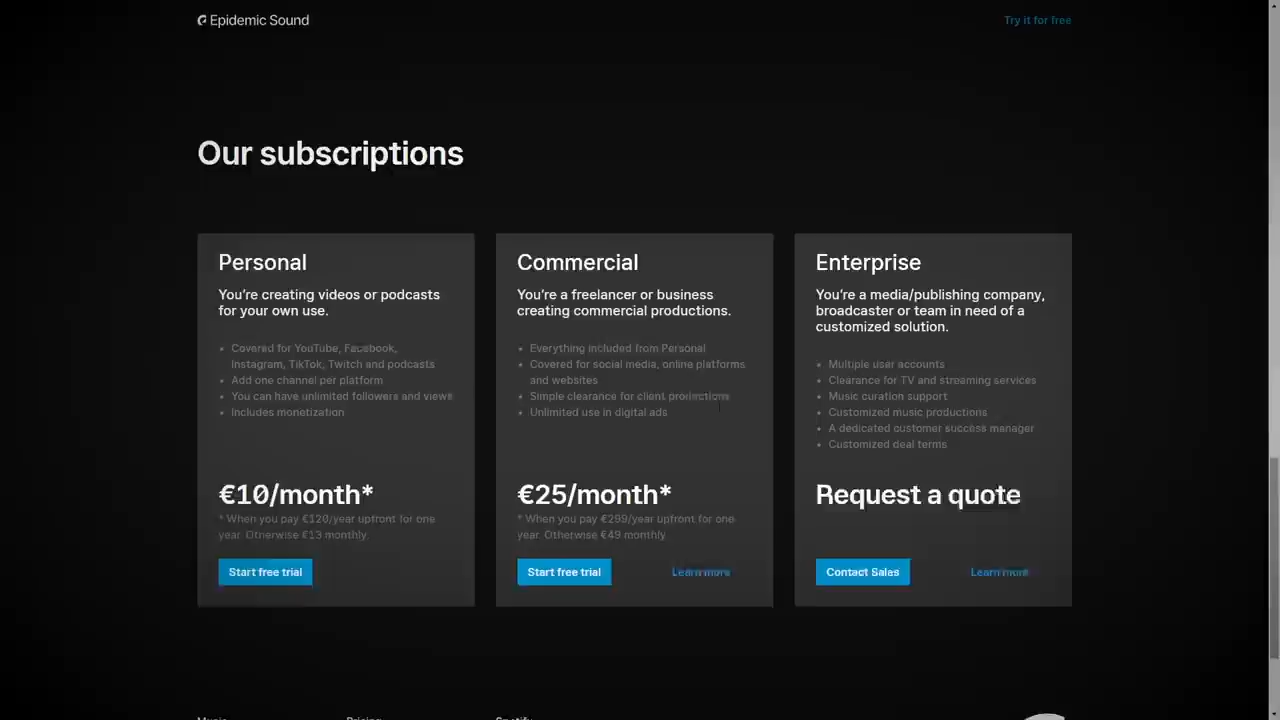 Epidemic Sound
Try it for free
Our subscriptions
Personal
You're creating videos or podcasts
for your own use.
• Covered for YouTube, Facebook,
Instagram, TikTok, Twitch and podcasts
• Add one channel per platform
• You can have unlimited followers and views
• Includes monetization
€10/month*
* When you pay €120/year upfront for one
year. Otherwise €13 monthly.
Start free trial
Commercial
You're a freelancer or business
creating commercial productions.
• Everything included from Personal
• Covered for social media, online platforms
and websites
• Simple clearance for client productions
• Unlimited use in digital ads
€25/month*
* When you pay €299/year upfront for one
year. Otherwise €49 monthly.
Start free trial
Learn more
Enterprise
You're a media/publishing company,
broadcaster or team in need of a
customized solution.
• Multiple user accounts
• Clearance for TV and streaming services
• Music curation support
• Customized music productions
• A dedicated customer success manager
• Customized deal terms
Request a quote
Contact Sales
Learn more